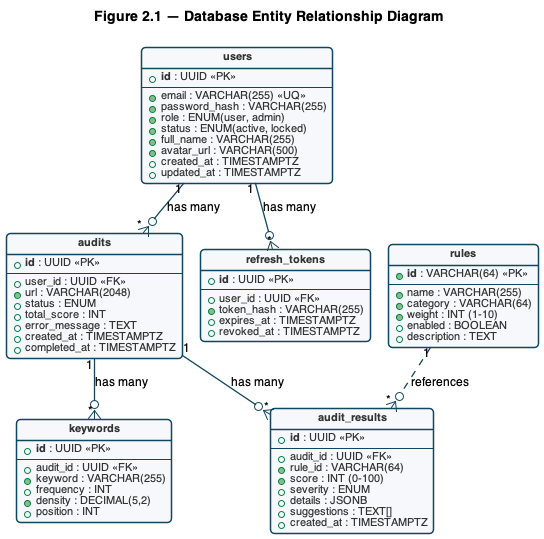 Figure 2.1 — Database Entity Relationship Diagram
users
id : UUID «PK»
email : VARCHAR(255) «UQ»
password_hash : VARCHAR(255)
role : ENUM(user, admin)
status : ENUM(active, locked)
full_name : VARCHAR(255)
avatar_url : VARCHAR(500)
created_at : TIMESTAMPTZ
updated_at : TIMESTAMPTZ
1
has many
*
1
has many
*
audits
id : UUID «PK»
user_id : UUID «FK»
url : VARCHAR(2048)
status : ENUM
total_score : INT
error_message : TEXT
created_at : TIMESTAMPTZ
completed_at : TIMESTAMPTZ
refresh_tokens
id : UUID «PK»
user_id : UUID «FK»
token_hash : VARCHAR(255)
expires_at : TIMESTAMPTZ
revoked_at : TIMESTAMPTZ
rules
id : VARCHAR(64) «PK»
name : VARCHAR(255)
category : VARCHAR(64)
weight : INT (1-10)
enabled : BOOLEAN
description : TEXT
1
has many
*
1
has many
*
1
references
*
keywords
id : UUID «PK»
audit_id : UUID «FK»
keyword : VARCHAR(255)
frequency : INT
density : DECIMAL(5,2)
position : INT
audit_results
id : UUID «PK»
audit_id : UUID «FK»
rule_id : VARCHAR(64)
score : INT (0-100)
severity : ENUM
details : JSONB
suggestions : TEXT[]
created_at : TIMESTAMPTZ